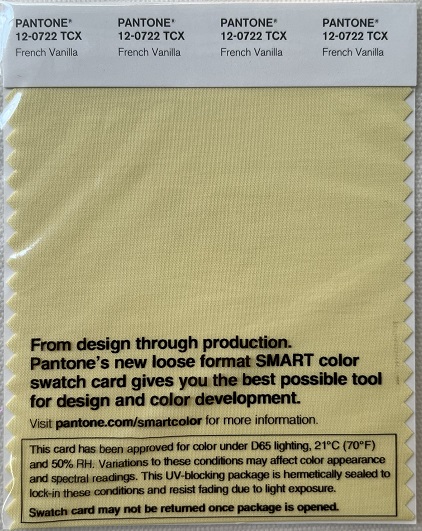 PANTONE® PANTONE® PANTONE® PANTONE®
12-0722 TCX 12-0722 TCX 12-0722 TCX 12-0722 TCX
French Vanilla French Vanilla French Vanilla French Vanilla
From design through production.
Pantone's new loose format SMART color
swatch card gives you the best possible tool
for design and color development.
Visit pantone.com/smartcolor for more information.
This card has been approved for color under D65 lighting, 21°C (70°F)
and 50% RH. Variations to these conditions may affect color appearance
and spectral readings. This UV-blocking package is hermetically sealed to
lock-in these conditions and resist fading due to light exposure.
Swatch card may not be returned once package is opened.